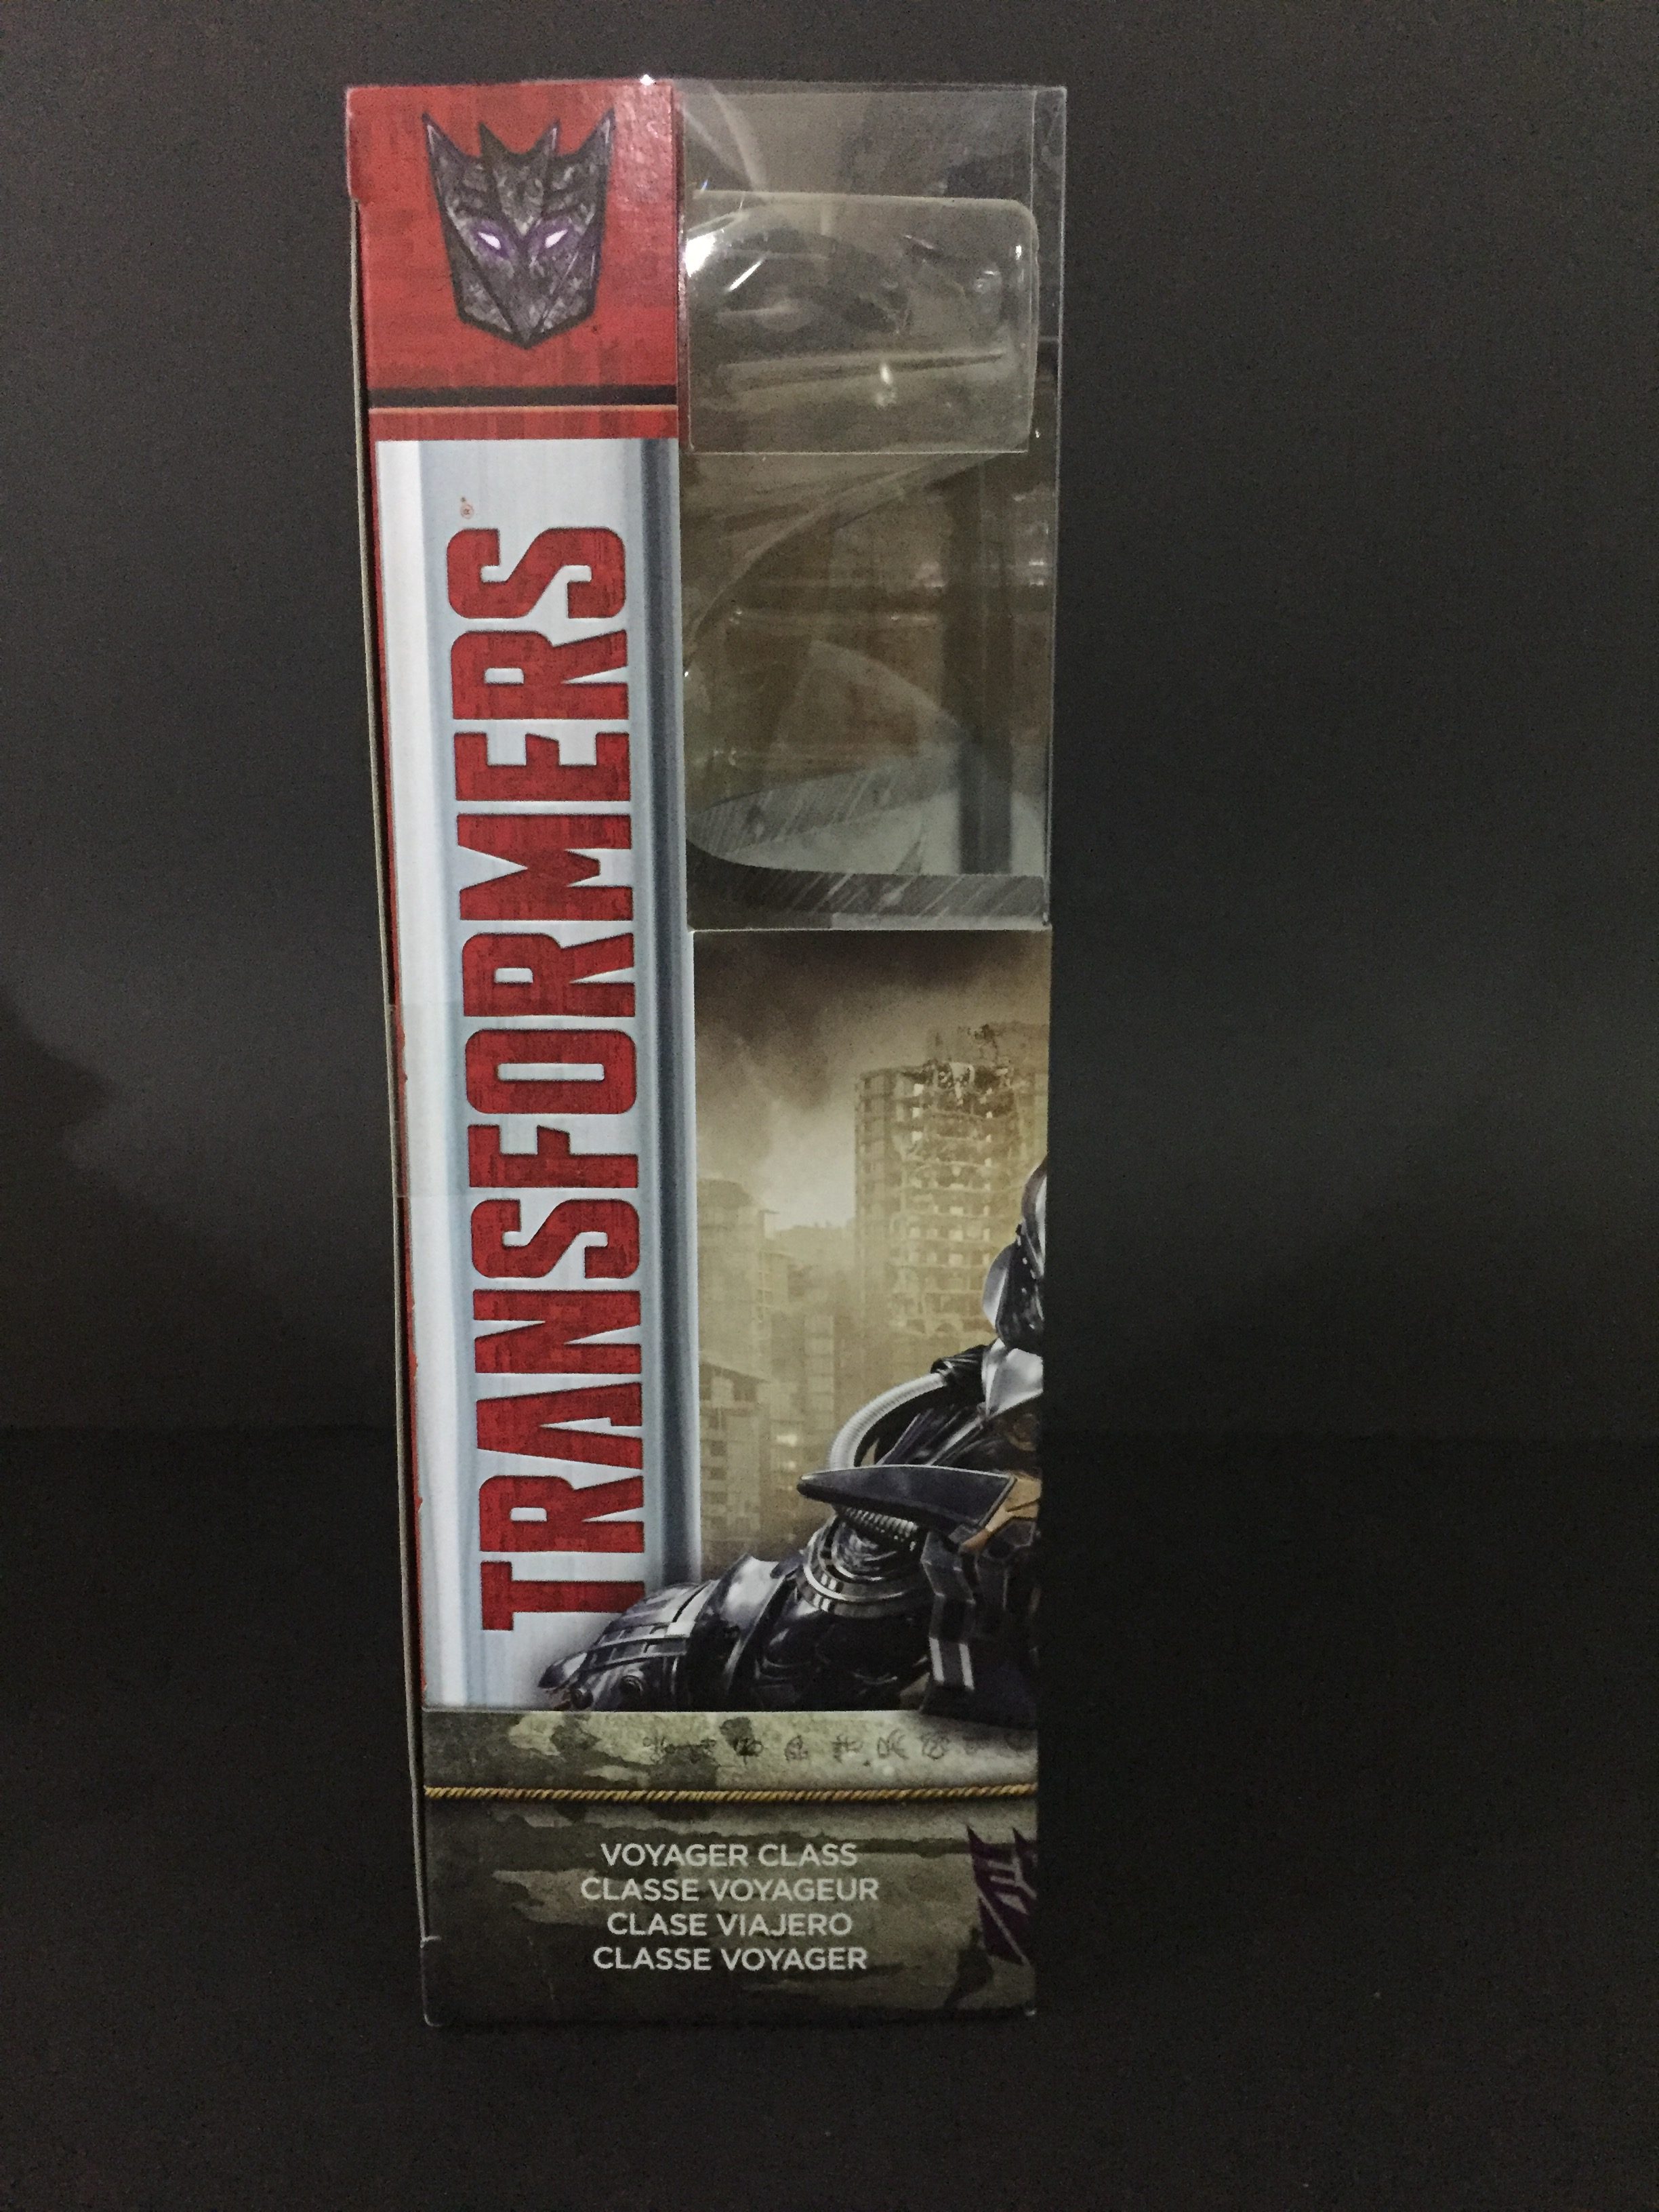 TRANSFORMERS®
VOYAGER CLASS
CLASSE VOYAGEUR
CLASE VIAJERO
CLASSE VOYAGER